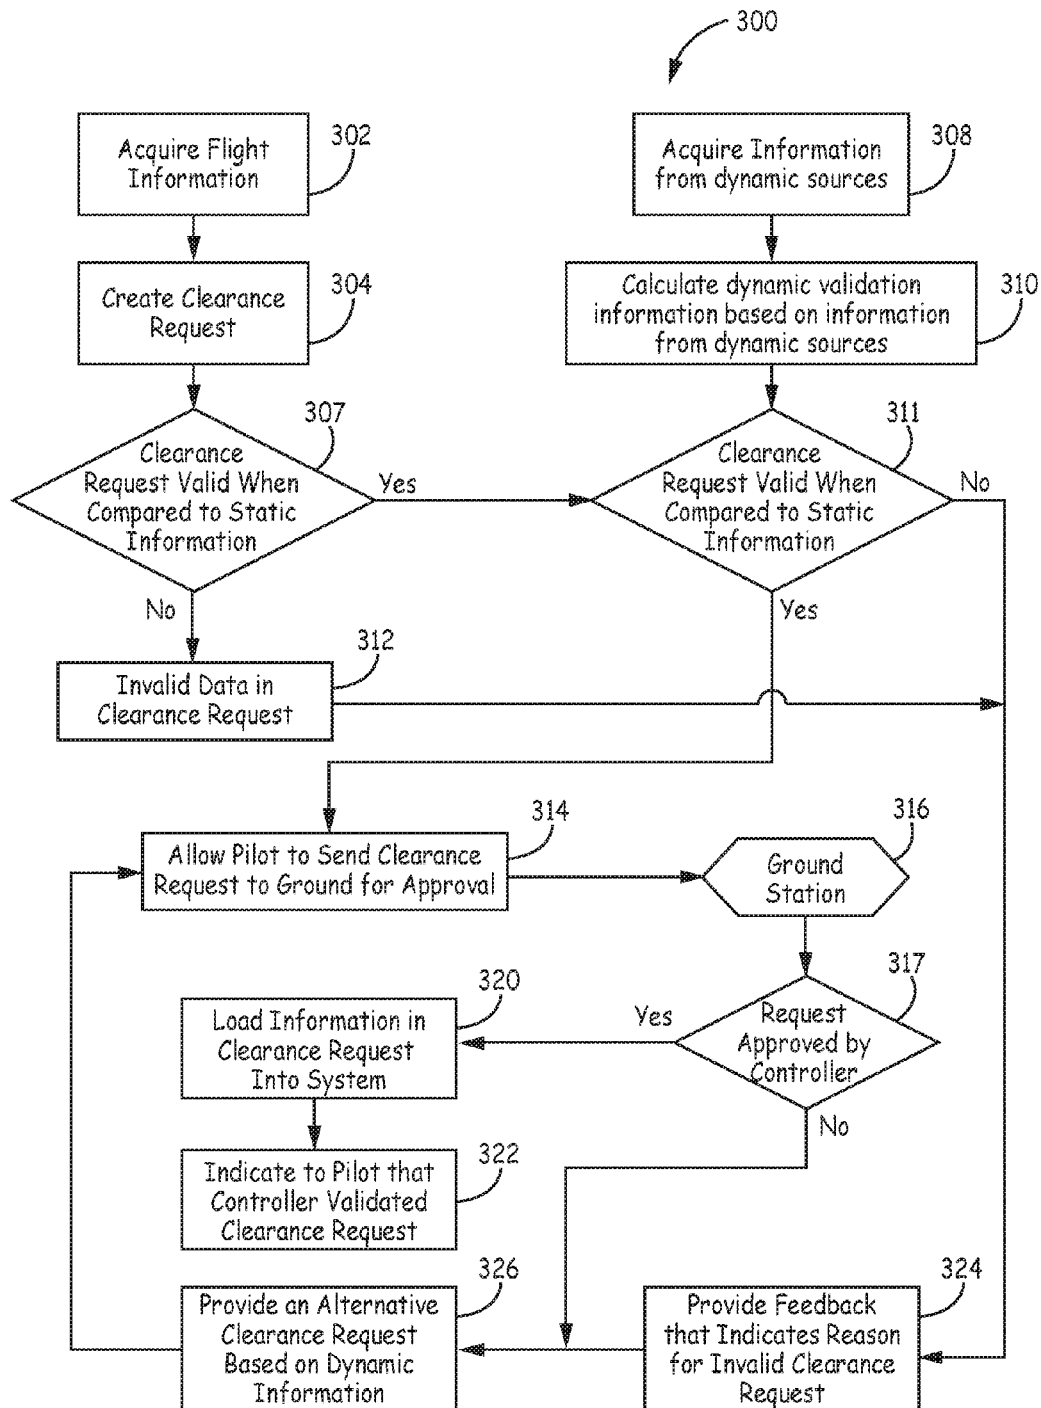 300
302
Acquire Flight
Information
308
Acquire Information
from dynamic sources
304
Create Clearance
Request
310
Calculate dynamic validation
information based on information
from dynamic sources
307
Clearance
Request Valid When
Compared to Static
Information
Yes
No
311
Clearance
Request Valid When
Compared to Static
Information
No
Yes
312
Invalid Data in
Clearance Request
314
Allow Pilot to Send Clearance
Request to Ground for Approval
316
Ground
Station
317
Request
Approved by
Controller
Yes
No
320
Load Information in
Clearance Request
Into System
322
Indicate to Pilot that
Controller Validated
Clearance Request
326
Provide an Alternative
Clearance Request
Based on Dynamic
Information
324
Provide Feedback
that Indicates Reason
for Invalid Clearance
Request